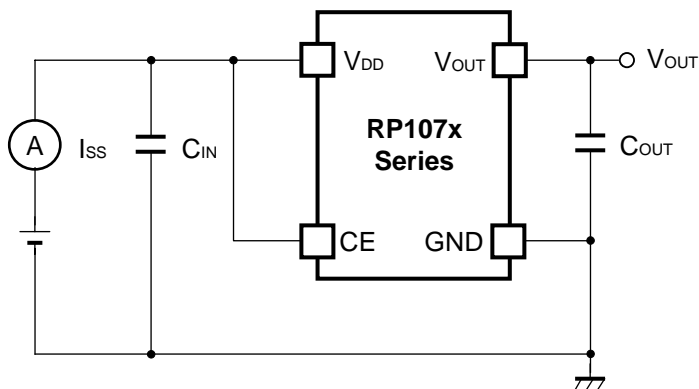 VDD
VOUT
VOUT
RP107x
Series
A
ISS
CIN
COUT
CE
GND